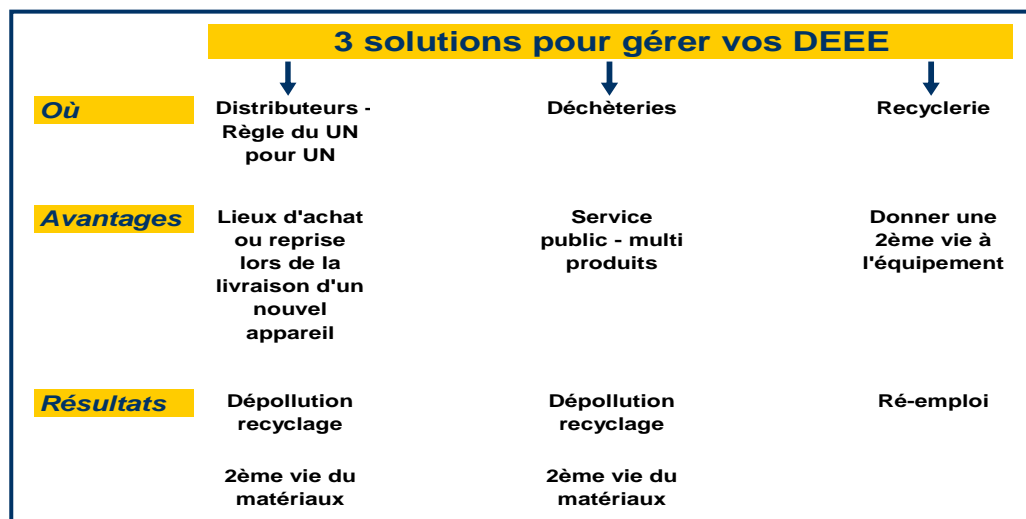 3 solutions pour gérer vos DEEE
Où
Distributeurs -
Règle du UN
pour UN
Déchèteries
Recyclerie
Avantages
Lieux d'achat
ou reprise
lors de la
livraison d'un
nouvel
appareil
Service
public - multi
produits
Donner une
2ème vie à
l'équipement
Résultats
Dépollution
recyclage
2ème vie du
matériaux
Dépollution
recyclage
2ème vie du
matériaux
Ré-emploi